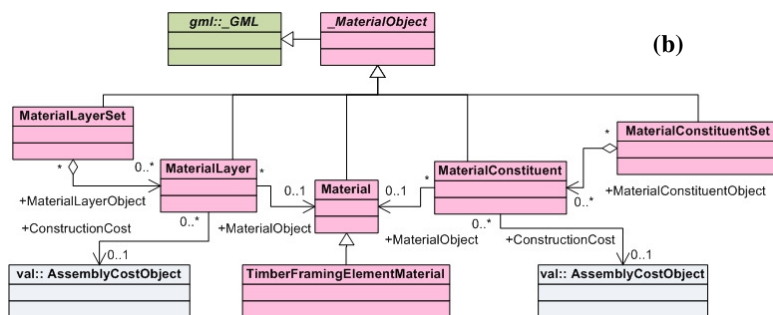 gml::_GML
_MaterialObject
(b)
MaterialLayerSet
MaterialConstituentSet
*
0..*
MaterialLayer
*
MaterialConstituent
*
0..1
Material
0..1
*
+MaterialLayerObject
+MaterialConstituentObject
0..*
+ConstructionCost
0..*
+MaterialObject
+MaterialObject
0..*
+ConstructionCost
0..1
0..1
val:: AssemblyCostObject
TimberFramingElementMaterial
val:: AssemblyCostObject